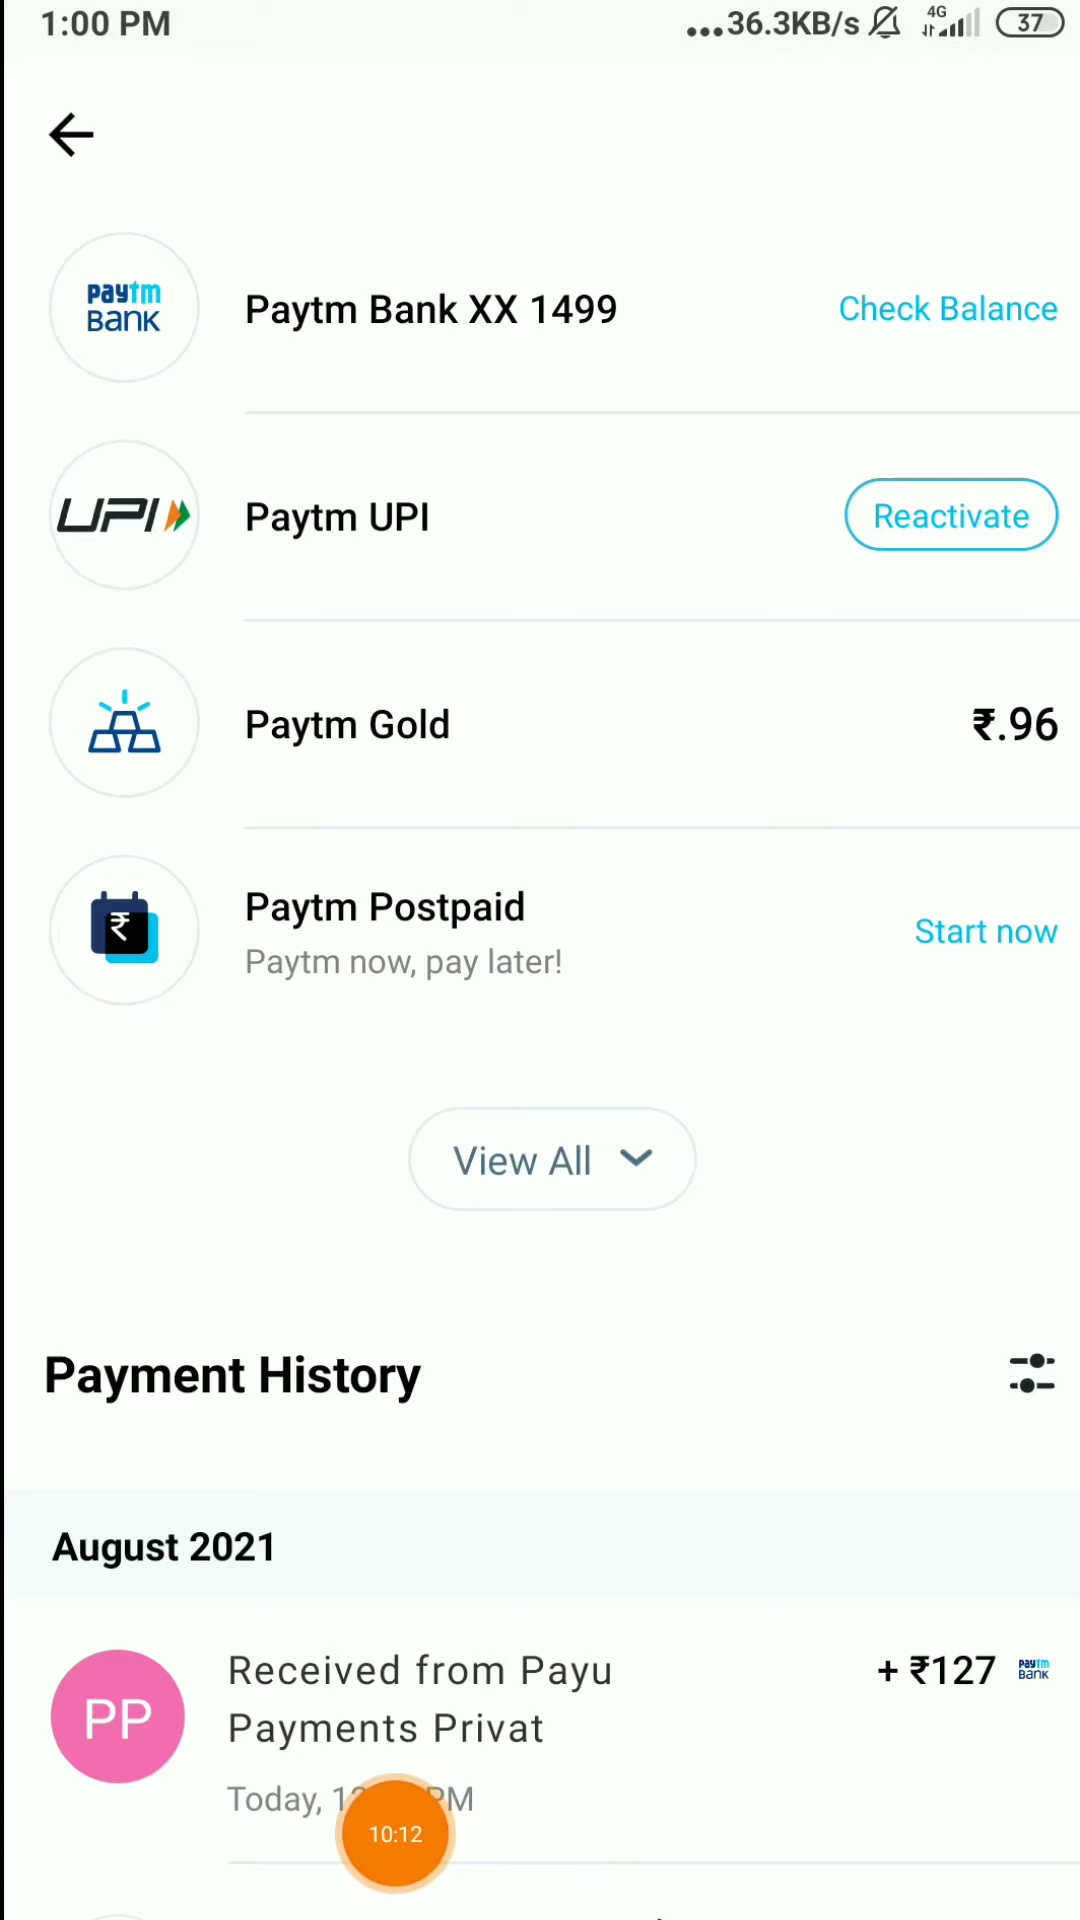 1:00 PM
...36.3KB/s 4G 37
paytm
BANK
Paytm Bank XX 1499
Check Balance
UPI
Paytm UPI
Reactivate
Paytm Gold
₹.96
₹
Paytm Postpaid
Paytm now, pay later!
Start now
View All
Payment History
August 2021
PP
Received from Payu
Payments Privat
+ ₹127
paytm
BANK
Today,
PM
10:12